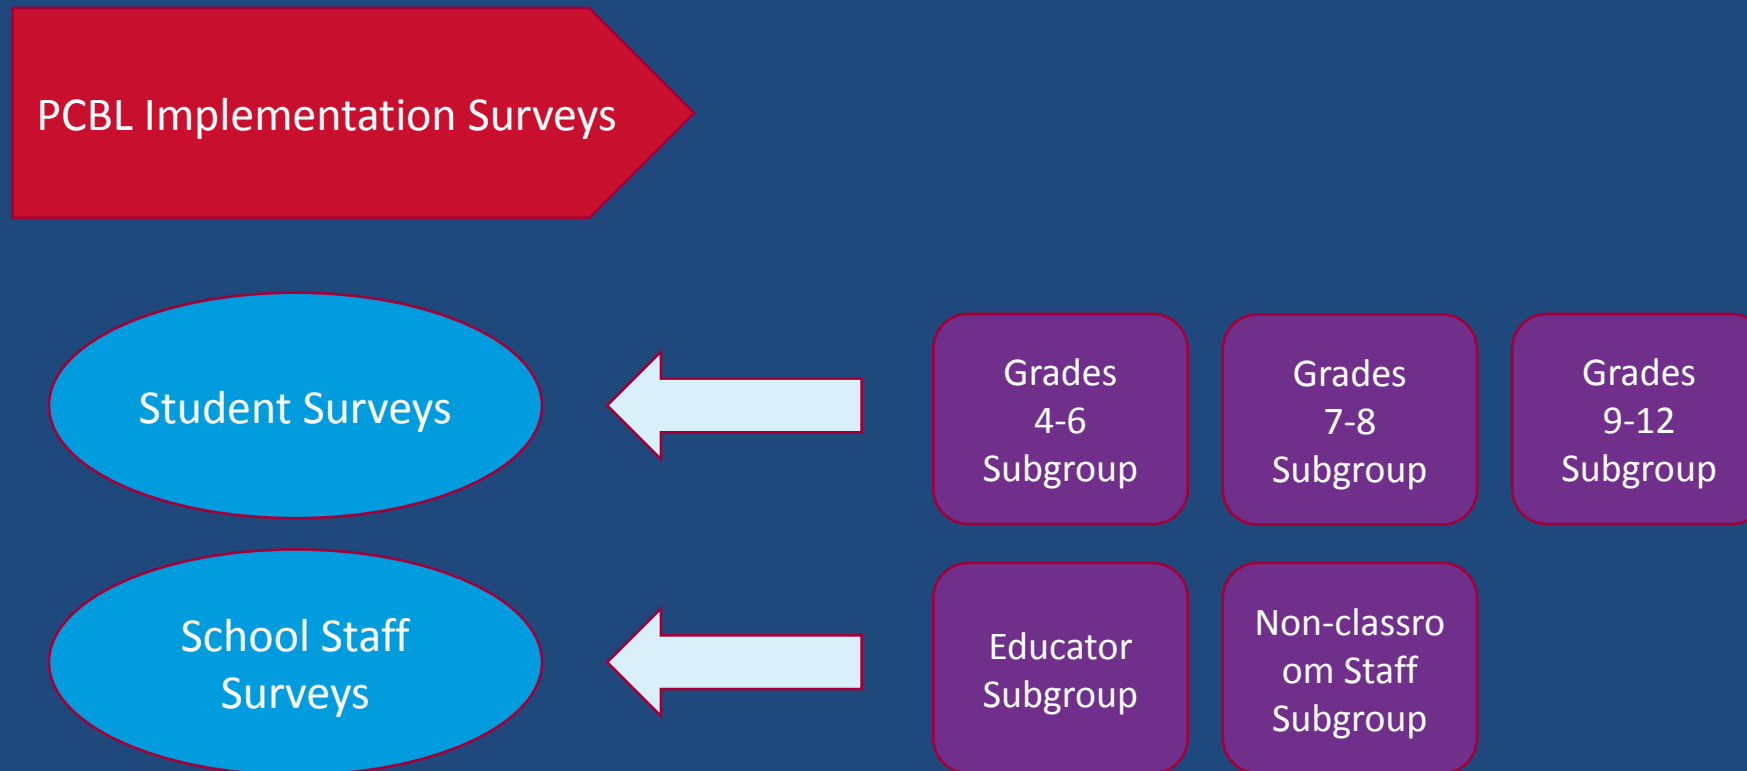 PCBL Implementation Surveys
Student Surveys
Grades
4-6
Subgroup
Grades
7-8
Subgroup
Grades
9-12
Subgroup
School Staff
Surveys
Educator
Subgroup
Non-classro
om Staff
Subgroup